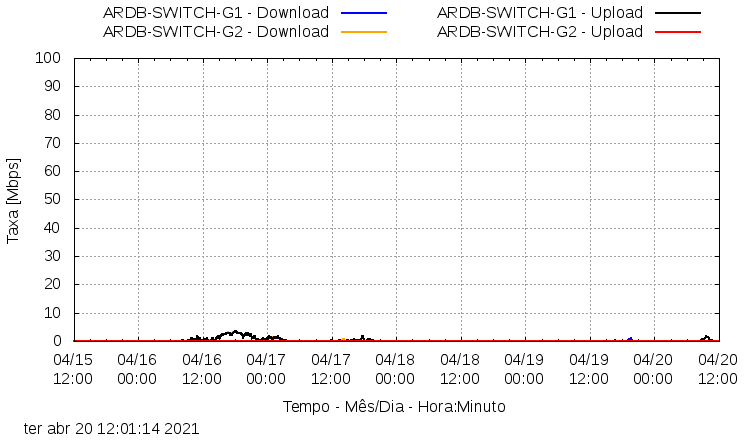 ARDB-SWITCH-G1 - Download ARDB-SWITCH-G1 - Upload
ARDB-SWITCH-G2 - Download ARDB-SWITCH-G2 - Upload
Taxa [Mbps]
100
90
80
70
60
50
40
30
20
10
0
04/15 04/16 04/16 04/17 04/17 04/18 04/18 04/19 04/19 04/20 04/20
12:00 00:00 12:00 00:00 12:00 00:00 12:00 00:00 12:00 00:00 12:00
Tempo - Mês/Dia - Hora:Minuto
ter abr 20 12:01:14 2021